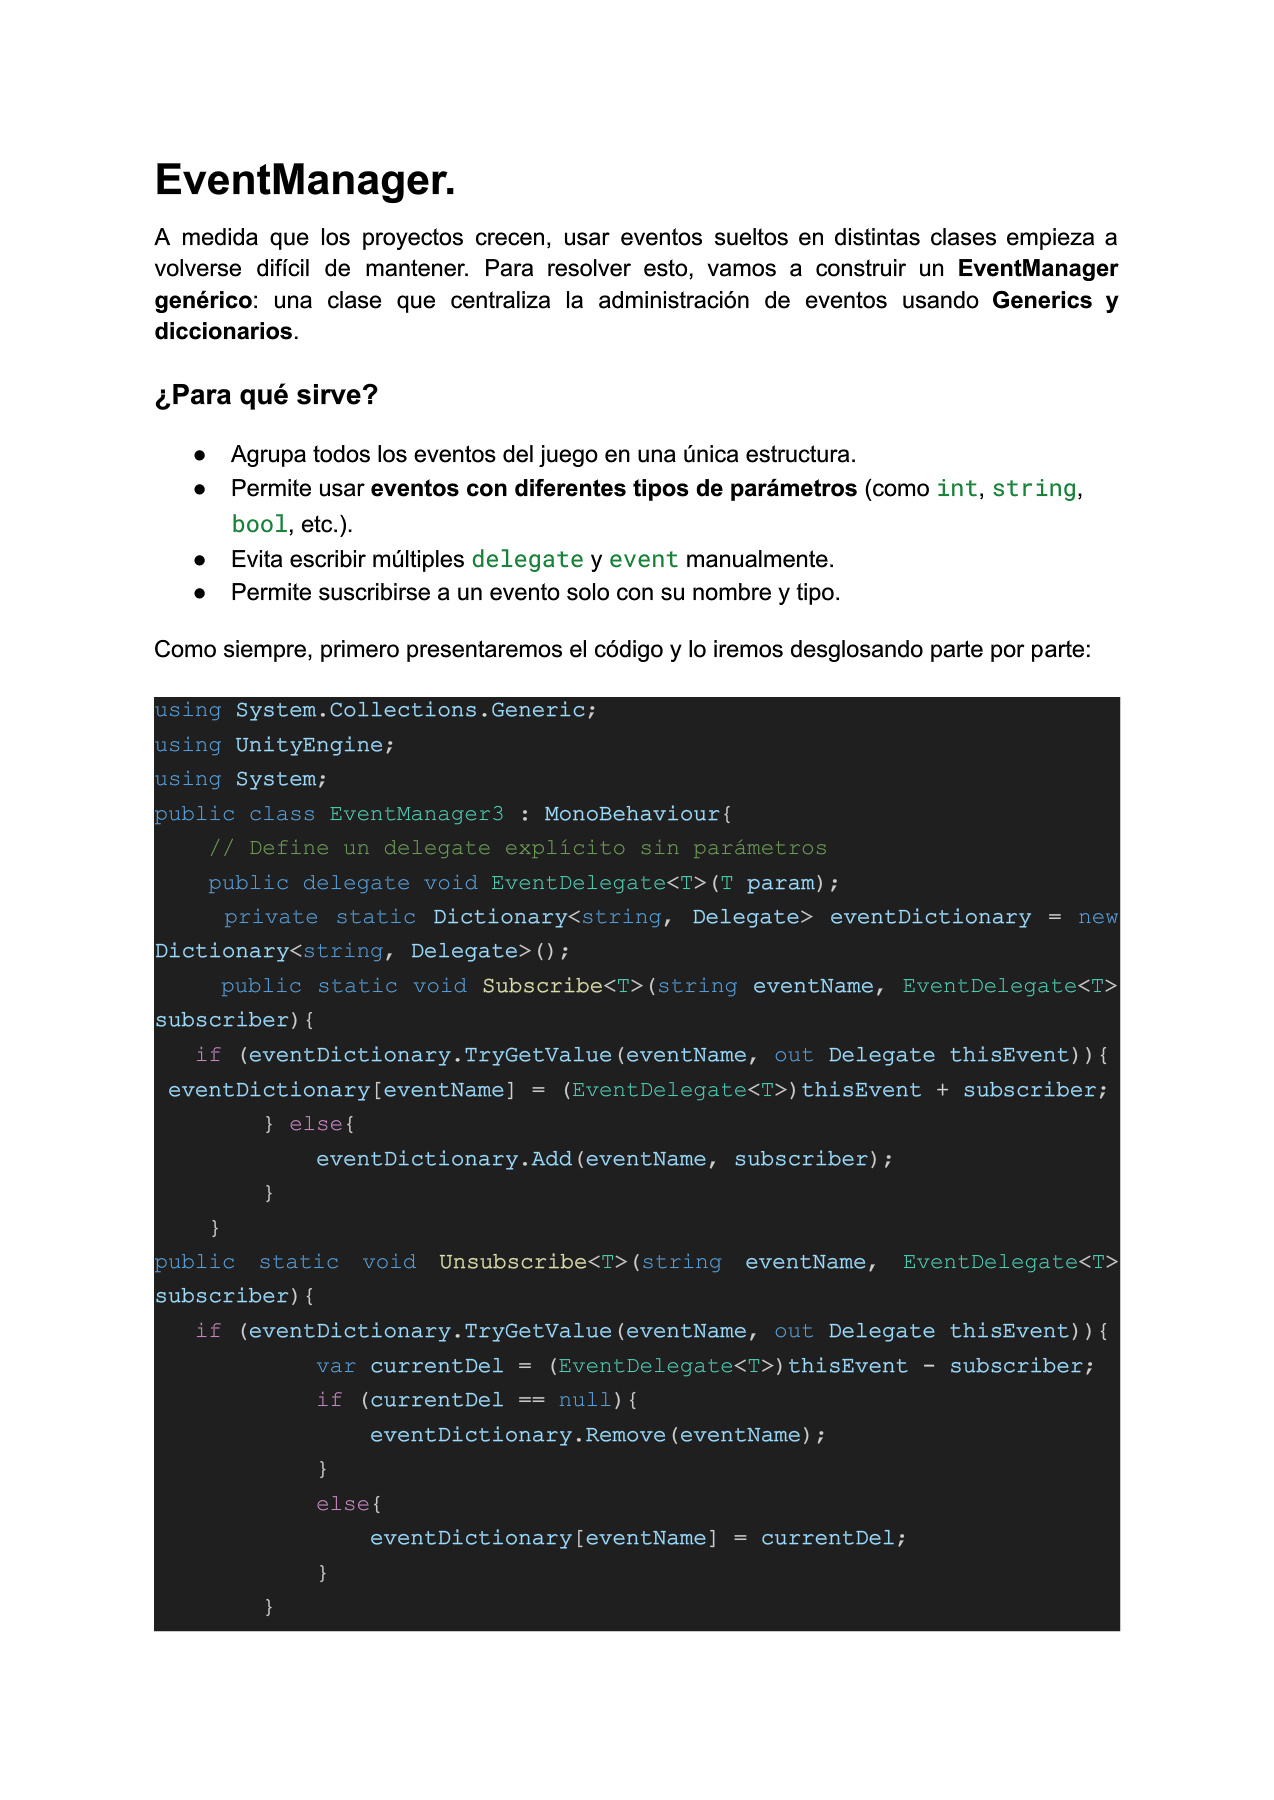 EventManager.
A medida que los proyectos crecen, usar eventos sueltos en distintas clases empieza a
volverse difícil de mantener. Para resolver esto, vamos a construir un EventManager
genérico: una clase que centraliza la administración de eventos usando Generics y
diccionarios.
¿Para qué sirve?
● Agrupa todos los eventos del juego en una única estructura.
● Permite usar eventos con diferentes tipos de parámetros (como int, string,
bool, etc.).
● Evita escribir múltiples delegate y event manualmente.
● Permite suscribirse a un evento solo con su nombre y tipo.
Como siempre, primero presentaremos el código y lo iremos desglosando parte por parte:
using System.Collections.Generic;
using UnityEngine;
using System;
public class EventManager3 : MonoBehaviour{
    // Define un delegate explícito sin parámetros
    public delegate void EventDelegate<T>(T param);
    private static Dictionary<string, Delegate> eventDictionary = new
Dictionary<string, Delegate>();
    public static void Subscribe<T>(string eventName, EventDelegate<T>
subscriber){
   if (eventDictionary.TryGetValue(eventName, out Delegate thisEvent)){
 eventDictionary[eventName] = (EventDelegate<T>)thisEvent + subscriber;
        } else{
            eventDictionary.Add(eventName, subscriber);
        }
    }
public static void Unsubscribe<T>(string eventName, EventDelegate<T>
subscriber){
   if (eventDictionary.TryGetValue(eventName, out Delegate thisEvent)){
            var currentDel = (EventDelegate<T>)thisEvent - subscriber;
            if (currentDel == null){
                eventDictionary.Remove(eventName);
            }
            else{
                eventDictionary[eventName] = currentDel;
            }
        }